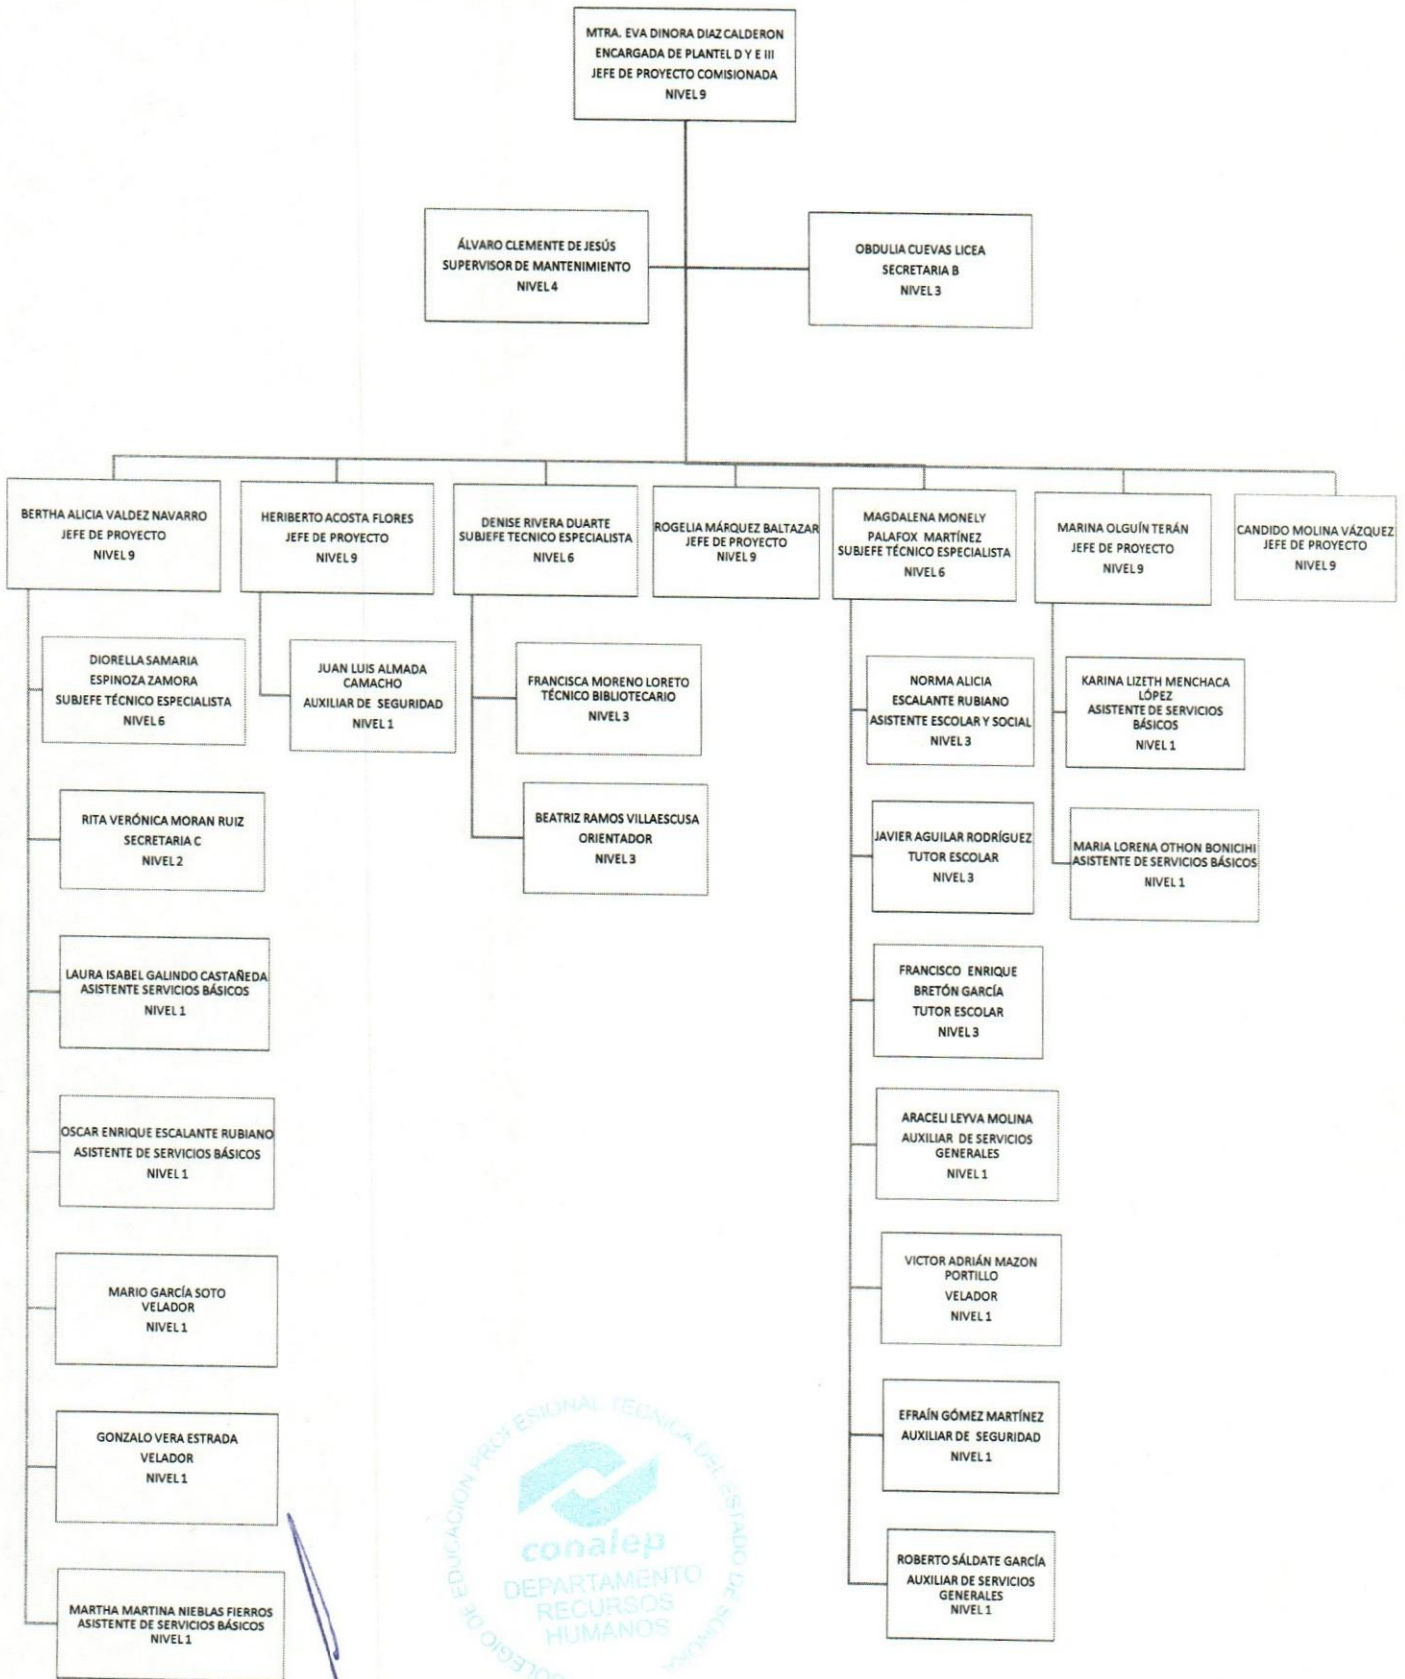 MTRA. EVA DINORA DIAZ CALDERON
ENCARGADA DE PLANTEL D Y E III
JEFE DE PROYECTO COMISIONADA
NIVEL 9
ÁLVARO CLEMENTE DE JESÚS
SUPERVISOR DE MANTENIMIENTO
NIVEL 4
OBDULIA CUEVAS LICEA
SECRETARIA B
NIVEL 3
BERTHA ALICIA VALDEZ NAVARRO
JEFE DE PROYECTO
NIVEL 9
HERIBERTO ACOSTA FLORES
JEFE DE PROYECTO
NIVEL 9
DENISE RIVERA DUARTE
SUBJEFE TECNICO ESPECIALISTA
NIVEL 6
ROGELIA MÁRQUEZ BALTAZAR
JEFE DE PROYECTO
NIVEL 9
MAGDALENA MONELY
PALAFOX MARTÍNEZ
SUBJEFE TÉCNICO ESPECIALISTA
NIVEL 6
MARINA OLGUÍN TERÁN
JEFE DE PROYECTO
NIVEL 9
CANDIDO MOLINA VÁZQUEZ
JEFE DE PROYECTO
NIVEL 9
DIORELLA SAMARIA
ESPINOZA ZAMORA
SUBJEFE TÉCNICO ESPECIALISTA
NIVEL 6
RITA VERÓNICA MORAN RUIZ
SECRETARIA C
NIVEL 2
LAURA ISABEL GALINDO CASTAÑEDA
ASISTENTE SERVICIOS BÁSICOS
NIVEL 1
OSCAR ENRIQUE ESCALANTE RUBIANO
ASISTENTE DE SERVICIOS BÁSICOS
NIVEL 1
MARIO GARCÍA SOTO
VELADOR
NIVEL 1
GONZALO VERA ESTRADA
VELADOR
NIVEL 1
MARTHA MARTINA NIEBLAS FIERROS
ASISTENTE DE SERVICIOS BÁSICOS
NIVEL 1
JUAN LUIS ALMADA
CAMACHO
AUXILIAR DE SEGURIDAD
NIVEL 1
FRANCISCA MORENO LORETO
TÉCNICO BIBLIOTECARIO
NIVEL 3
BEATRIZ RAMOS VILLAESCUSA
ORIENTADOR
NIVEL 3
NORMA ALICIA
ESCALANTE RUBIANO
ASISTENTE ESCOLAR Y SOCIAL
NIVEL 3
JAVIER AGUILAR RODRÍGUEZ
TUTOR ESCOLAR
NIVEL 3
FRANCISCO ENRIQUE
BRETÓN GARCÍA
TUTOR ESCOLAR
NIVEL 3
ARACELI LEYVA MOLINA
AUXILIAR DE SERVICIOS
GENERALES
NIVEL 1
VICTOR ADRIÁN MAZON
PORTILLO
VELADOR
NIVEL 1
EFRAÍN GÓMEZ MARTÍNEZ
AUXILIAR DE SEGURIDAD
NIVEL 1
ROBERTO SÁLDATE GARCÍA
AUXILIAR DE SERVICIOS
GENERALES
NIVEL 1
KARINA LIZETH MENCHACA
LÓPEZ
ASISTENTE DE SERVICIOS
BÁSICOS
NIVEL 1
MARIA LORENA OTHON BONICIHI
ASISTENTE DE SERVICIOS BÁSICOS
NIVEL 1
COLEGIO DE EDUCACION PROFESIONAL TECNICA DEL ESTADO DE SONORA
conalep
DEPARTAMENTO
RECURSOS
HUMANOS